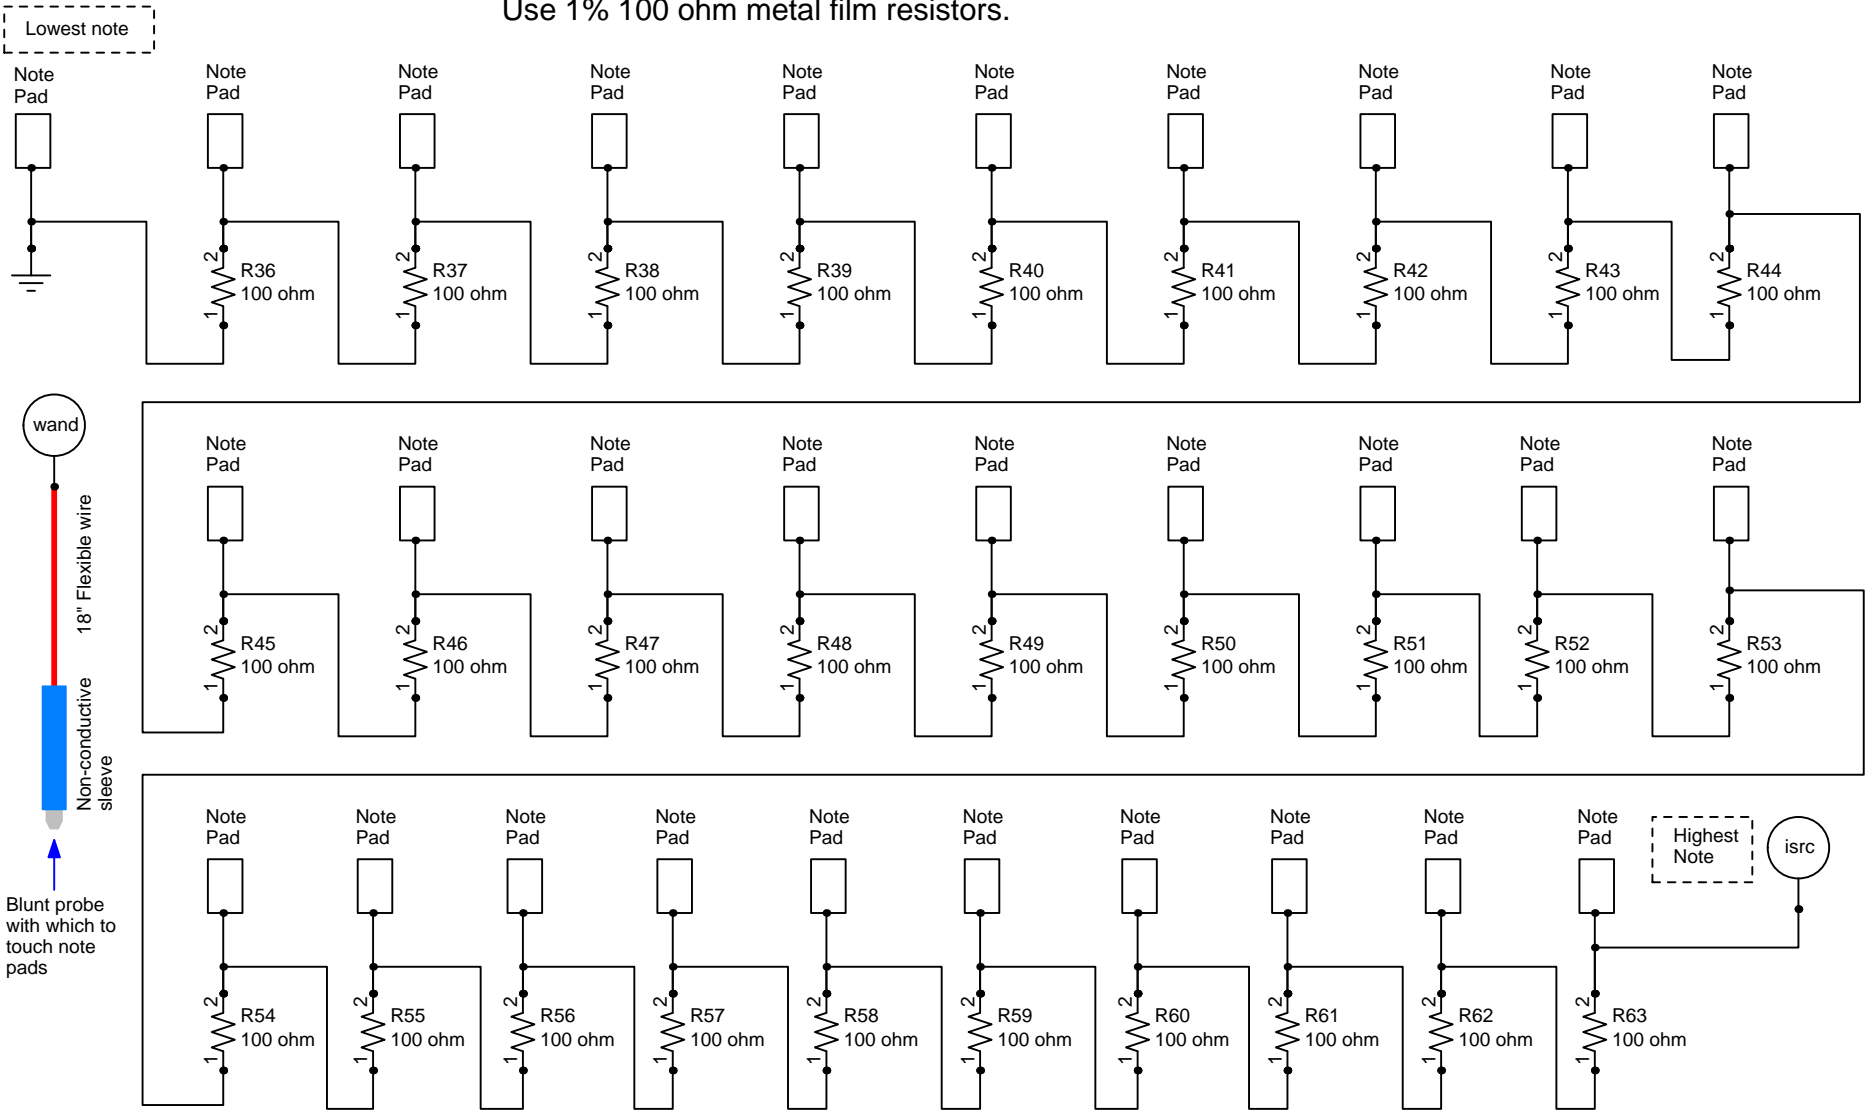 Use 1% 100 ohm metal film resistors.
Lowest note
Note Note Note Note Note Note Note Note Note Note
Pad Pad Pad Pad Pad Pad Pad Pad Pad Pad
2 2 2 2 2 2 2 2 2
R36 R37 R38 R39 R40 R41 R42 R43 R44
100 ohm 100 ohm 100 ohm 100 ohm 100 ohm 100 ohm 100 ohm 100 ohm 100 ohm
1 1 1 1 1 1 1 1 1
wand
18" Flexible wire
Non-conductive
sleeve
Blunt probe
with which to
touch note
pads
Note Note Note Note Note Note Note Note Note
Pad Pad Pad Pad Pad Pad Pad Pad Pad
2 2 2 2 2 2 2 2 2
R45 R46 R47 R48 R49 R50 R51 R52 R53
100 ohm 100 ohm 100 ohm 100 ohm 100 ohm 100 ohm 100 ohm 100 ohm 100 ohm
1 1 1 1 1 1 1 1 1
Note Note Note Note Note Note Note Note Note Note
Pad Pad Pad Pad Pad Pad Pad Pad Pad Pad
Highest
Note
isrc
2 2 2 2 2 2 2 2 2 2
R54 R55 R56 R57 R58 R59 R60 R61 R62 R63
100 ohm 100 ohm 100 ohm 100 ohm 100 ohm 100 ohm 100 ohm 100 ohm 100 ohm 100 ohm
1 1 1 1 1 1 1 1 1 1